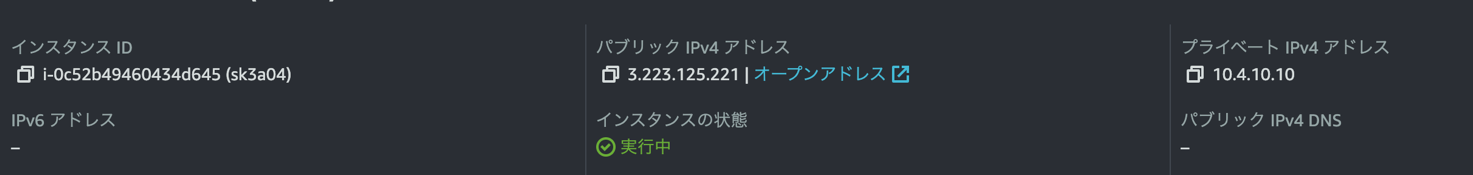 インスタンス ID
i-0c52b49460434d645 (sk3a04)
パブリック IPv4 アドレス
3.223.125.221 | オープンアドレス
プライベート IPv4 アドレス
10.4.10.10
IPv6 アドレス
–
インスタンスの状態
実行中
パブリック IPv4 DNS
–